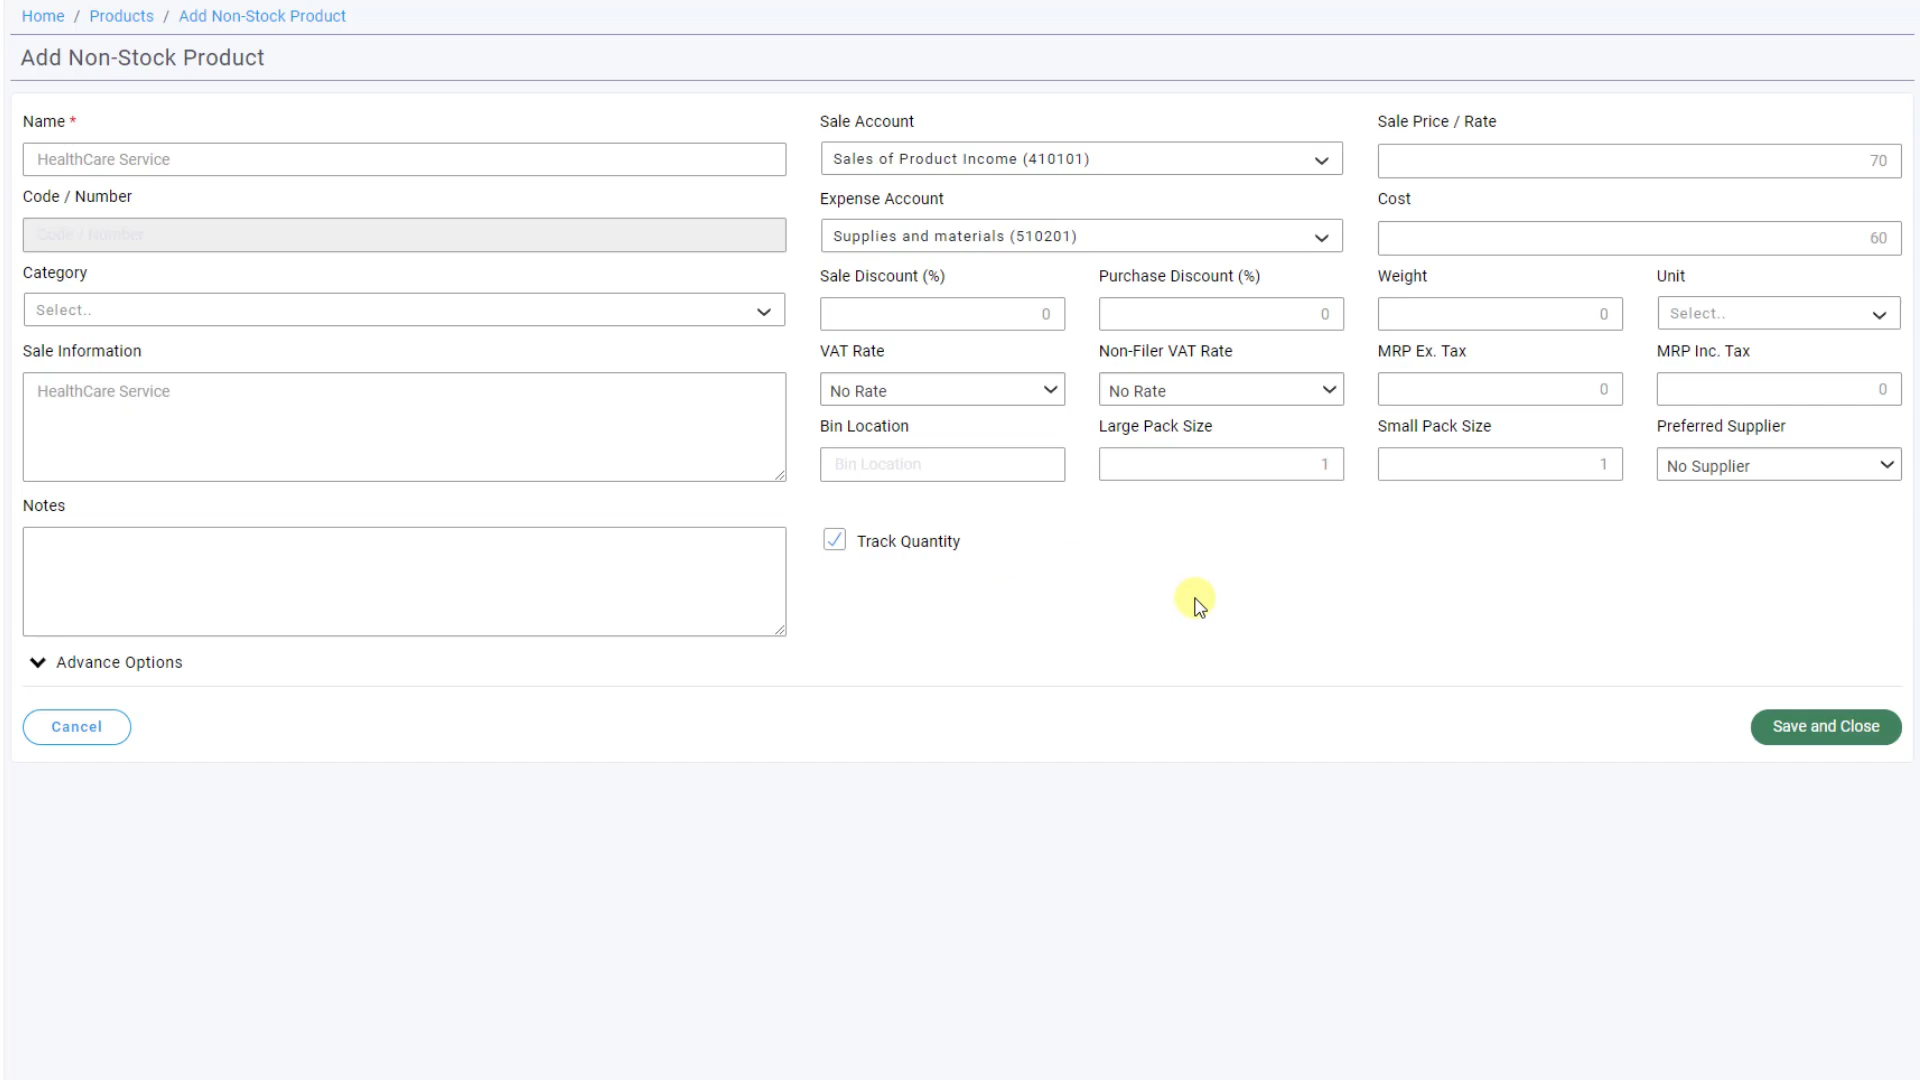 Home / Products / Add Non-Stock Product
Add Non-Stock Product
Name *
HealthCare Service
Code / Number
Code / Number
Category
Select..
Sale Information
HealthCare Service
Notes
Sale Account
Sales of Product Income (410101)
Expense Account
Supplies and materials (510201)
Sale Price / Rate
70
Cost
60
Sale Discount (%)
0
Purchase Discount (%)
0
Weight
0
Unit
Select..
VAT Rate
No Rate
Non-Filer VAT Rate
No Rate
MRP Ex. Tax
0
MRP Inc. Tax
0
Bin Location
Bin Location
Large Pack Size
1
Small Pack Size
1
Preferred Supplier
No Supplier
Track Quantity
Advance Options
Cancel
Save and Close